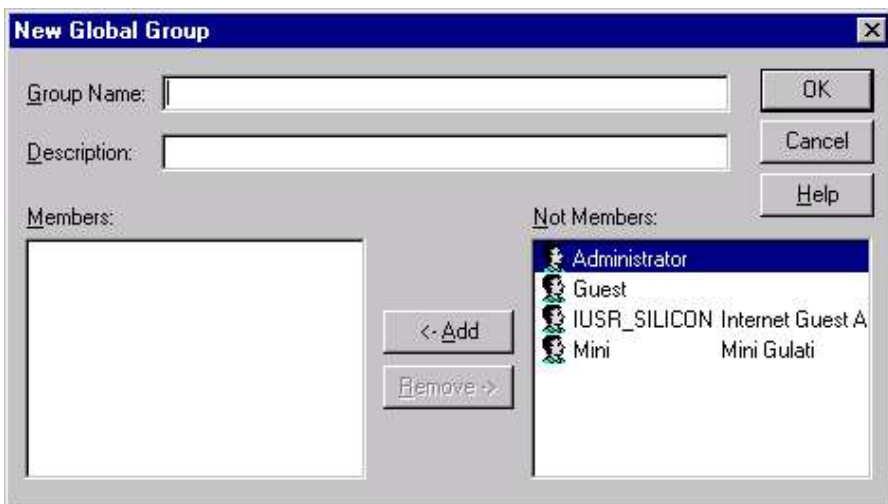 New Global Group
Group Name:
OK
Description:
Cancel
Help
Members:
Not Members:
Administrator
Guest
IUSR_SILICON Internet Guest A
Mini Mini Gulati
<- Add
Remove ->